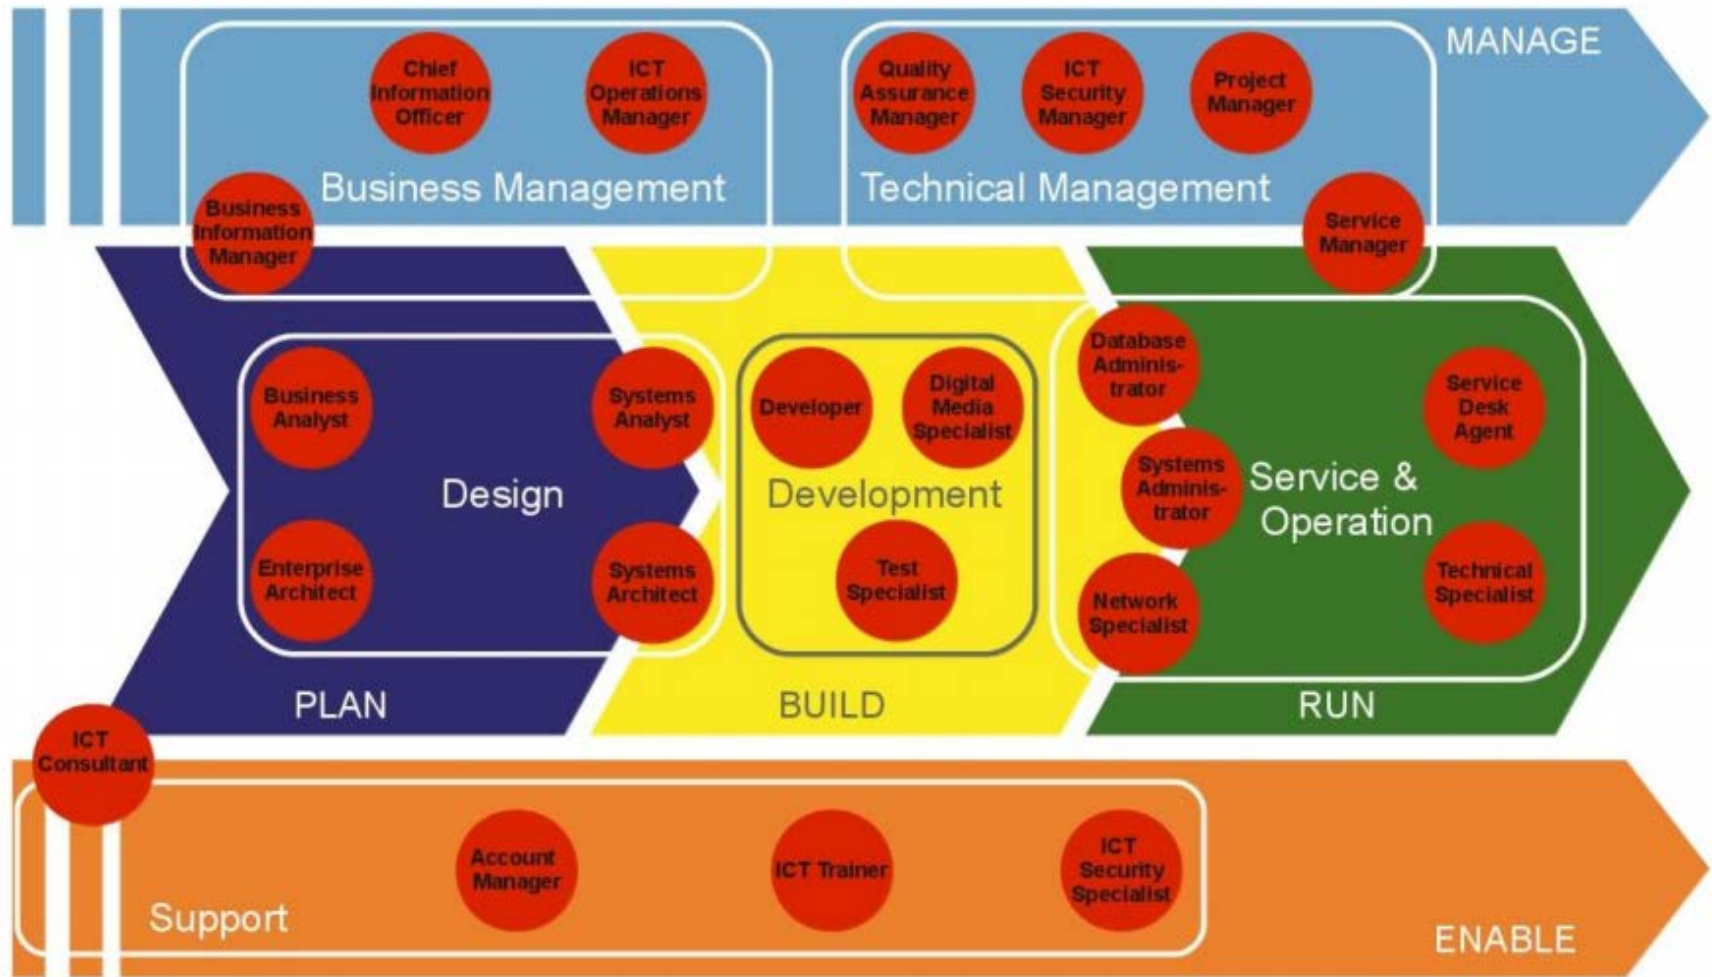 MANAGE
Chief
Information
Officer
ICT
Operations
Manager
Quality
Assurance
Manager
ICT
Security
Manager
Project
Manager
Business Management
Technical Management
Business
Information
Manager
Service
Manager
Business
Analyst
Systems
Analyst
Developer
Digital
Media
Specialist
Database
Adminis-
trator
Service
Desk
Agent
Design
Development
Systems
Adminis-
trator
Service &
Operation
Enterprise
Architect
Systems
Architect
Test
Specialist
Network
Specialist
Technical
Specialist
PLAN
BUILD
RUN
ICT
Consultant
Account
Manager
ICT Trainer
ICT
Security
Specialist
Support
ENABLE